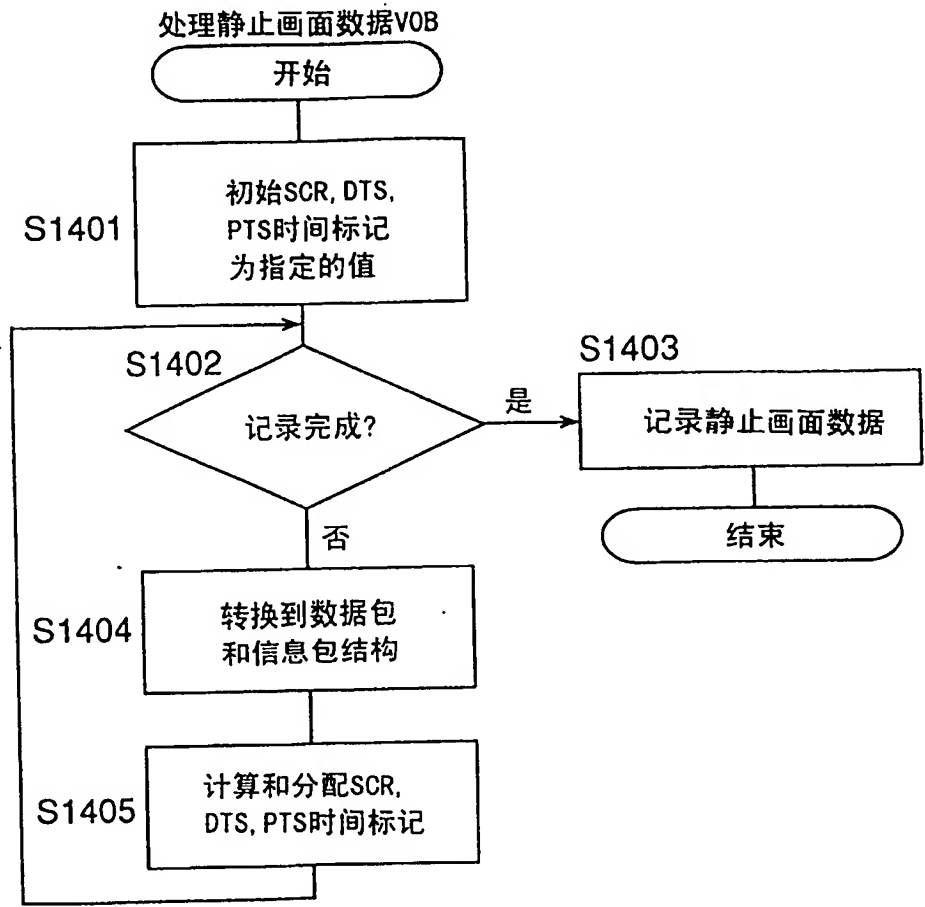 处理静止画面数据VOB
开始
S1401
初始SCR, DTS,
PTS时间标记
为指定的值
S1402
记录完成?
是
S1403
记录静止画面数据
结束
否
S1404
转换到数据包
和信息包结构
S1405
计算和分配SCR,
DTS, PTS时间标记